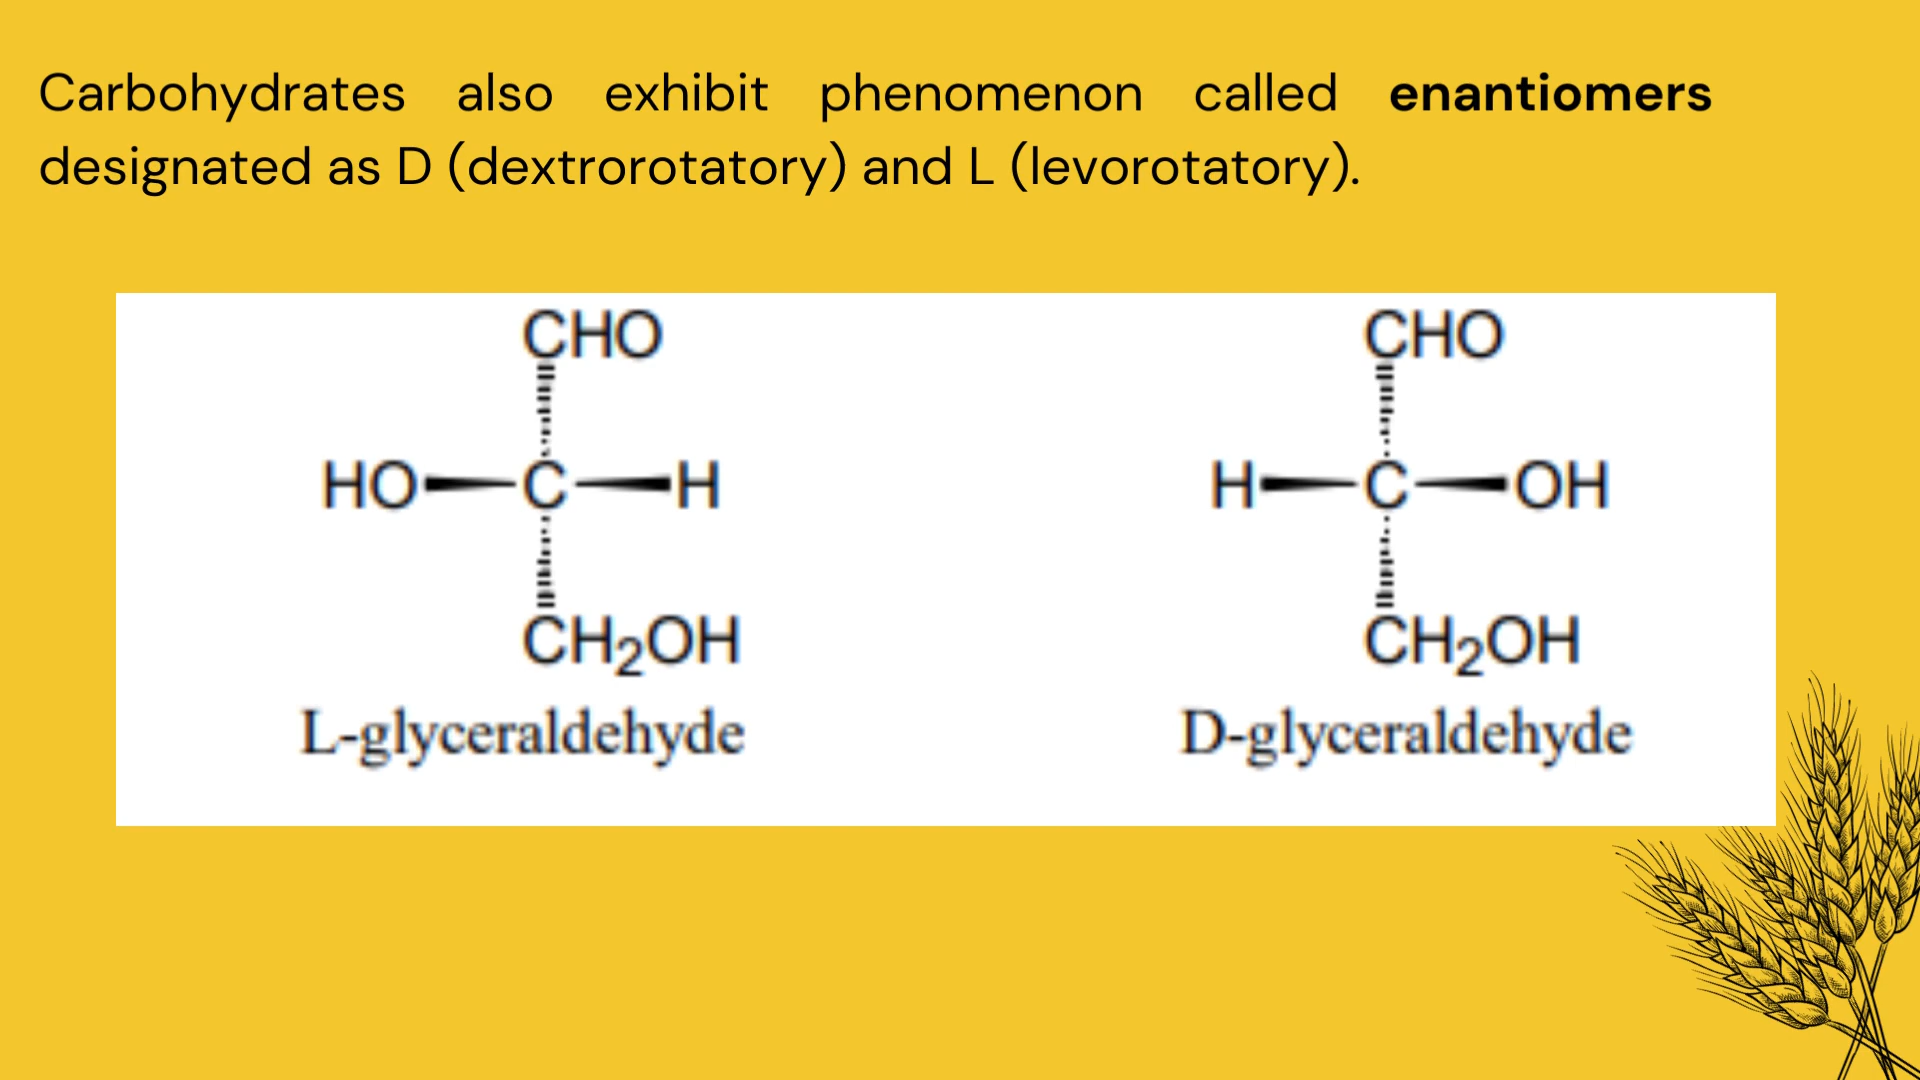 Carbohydrates also exhibit phenomenon called enantiomers
designated as D (dextrorotatory) and L (levorotatory).
CHO
HO C H
CH2OH
L-glyceraldehyde
CHO
H C OH
CH2OH
D-glyceraldehyde